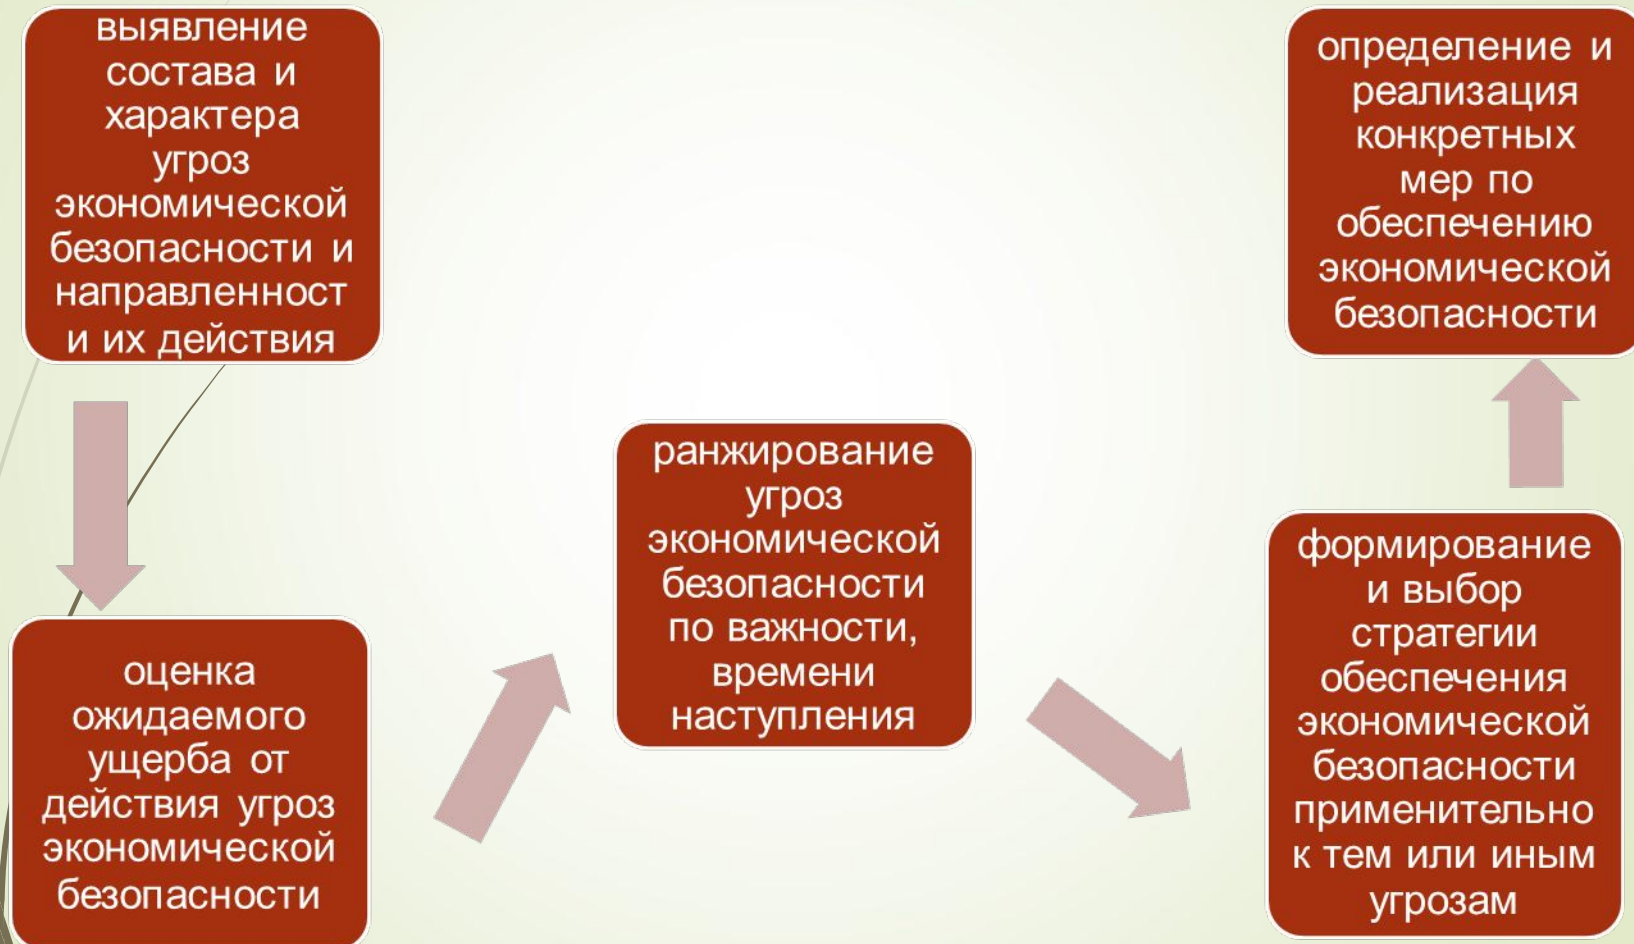 выявление
состава и
характера
угроз
экономической
безопасности и
направленност
и их действия
оценка
ожидаемого
ущерба от
действия угроз
экономической
безопасности
ранжирование
угроз
экономической
безопасности
по важности,
времени
наступления
формирование
и выбор
стратегии
обеспечения
экономической
безопасности
применительно
к тем или иным
угрозам
определение и
реализация
конкретных
мер по
обеспечению
экономической
безопасности